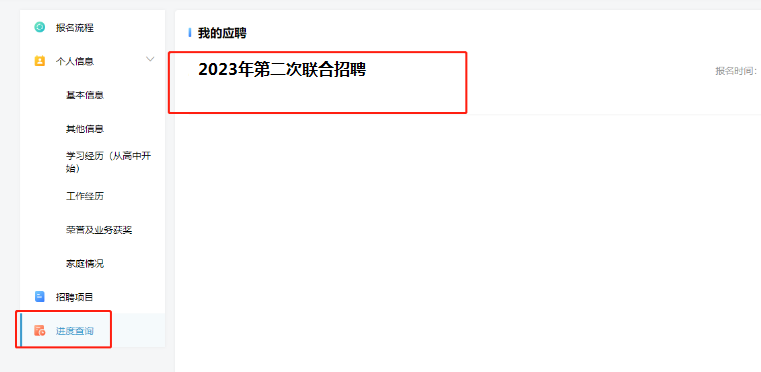 报名流程
个人信息
基本信息
其他信息
学习经历（从高中开
始）
工作经历
荣誉及业务获奖
家庭情况
招聘项目
进度查询
我的应聘
2023年第二次联合招聘
报名时间：